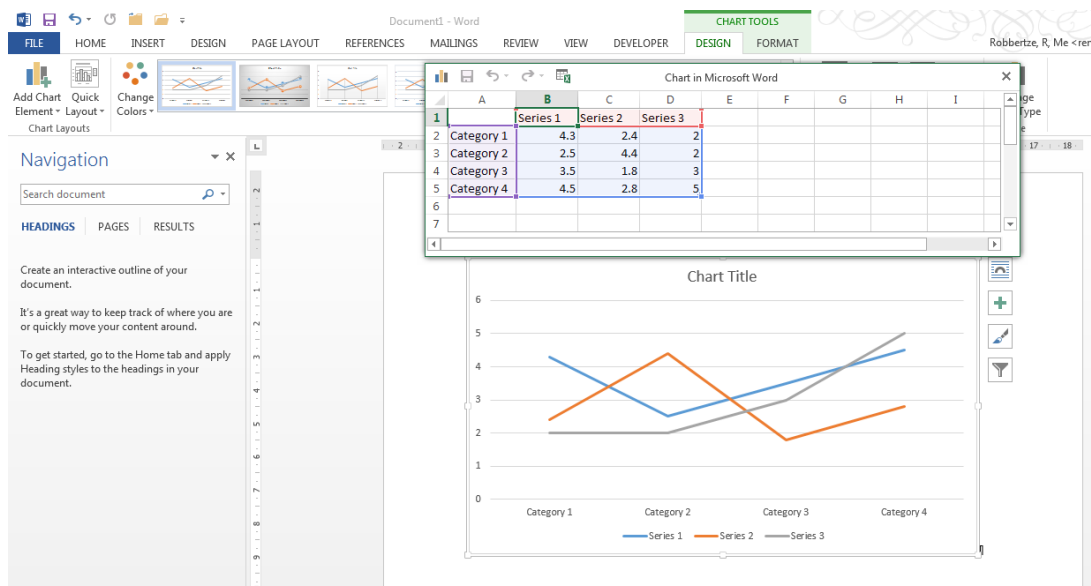 Document1 - Word
CHART TOOLS
FILE HOME INSERT DESIGN PAGE LAYOUT REFERENCES MAILINGS REVIEW VIEW DEVELOPER DESIGN FORMAT
Robbertze, R, Me
Add Chart Element
Quick Layout
Change Colors
Chart Layouts
Chart in Microsoft Word
A B C D E F G H I
1 Series 1 Series 2 Series 3
2 Category 1 4.3 2.4 2
3 Category 2 2.5 4.4 2
4 Category 3 3.5 1.8 3
5 Category 4 4.5 2.8 5
6
7
Navigation
Search document
HEADINGS PAGES RESULTS
Create an interactive outline of your
document.
It's a great way to keep track of where you are
or quickly move your content around.
To get started, go to the Home tab and apply
Heading styles to the headings in your
document.
Chart Title
6
5
4
3
2
1
0
Category 1 Category 2 Category 3 Category 4
Series 1 Series 2 Series 3